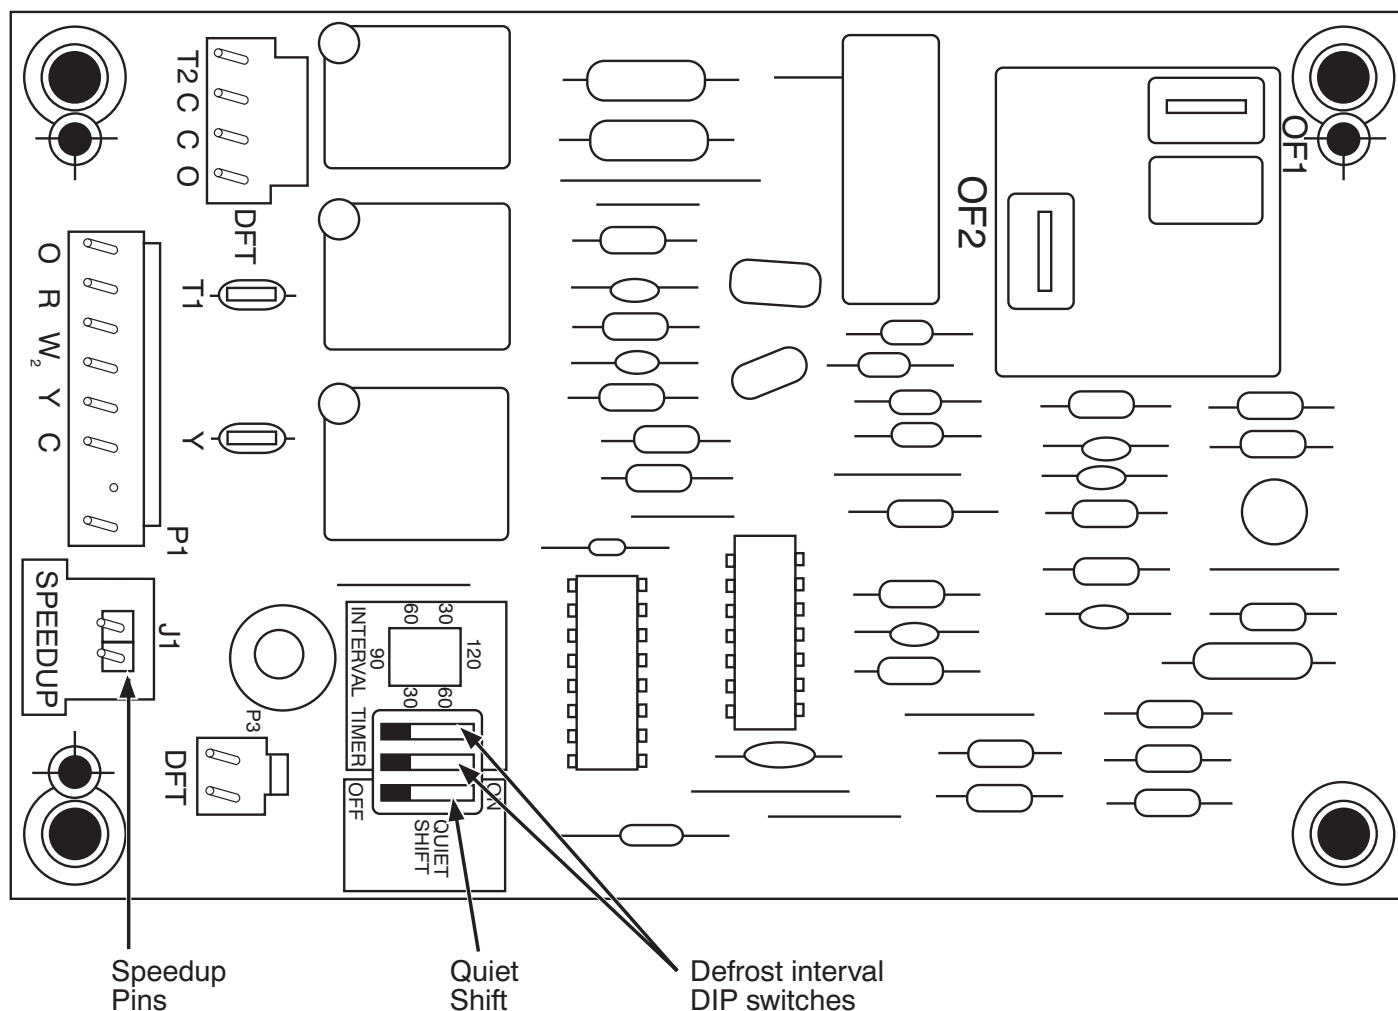 T2
C
C
O
DFT
T1
Y
O
R
W2
Y
C
P1
OF1
OF2
SPEEDUP
J1
P3
DFT
INTERVAL TIMER
60
30
120
90
30
60
OFF
ON
QUIET
SHIFT
Speedup
Pins
Quiet
Shift
Defrost interval
DIP switches